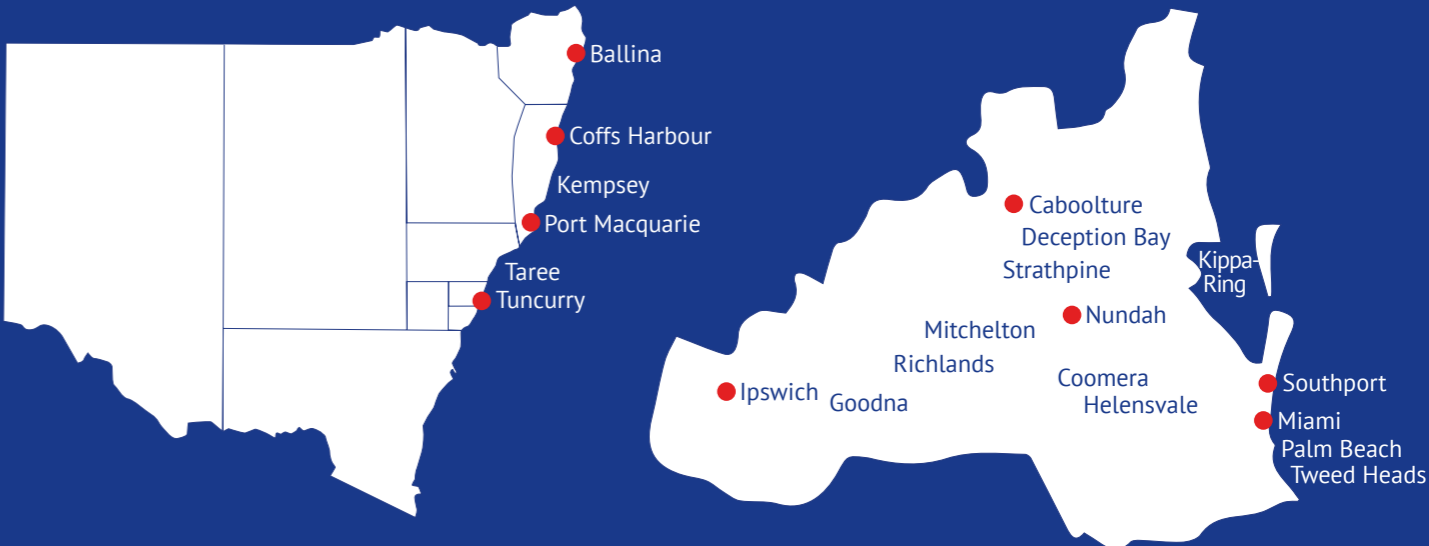 Ballina
Coffs Harbour
Kempsey
Port Macquarie
Taree
Tuncurry
Caboolture
Deception Bay
Strathpine
Kippa-
Ring
Nundah
Mitchelton
Richlands
Ipswich
Goodna
Coomera
Helensvale
Southport
Miami
Palm Beach
Tweed Heads